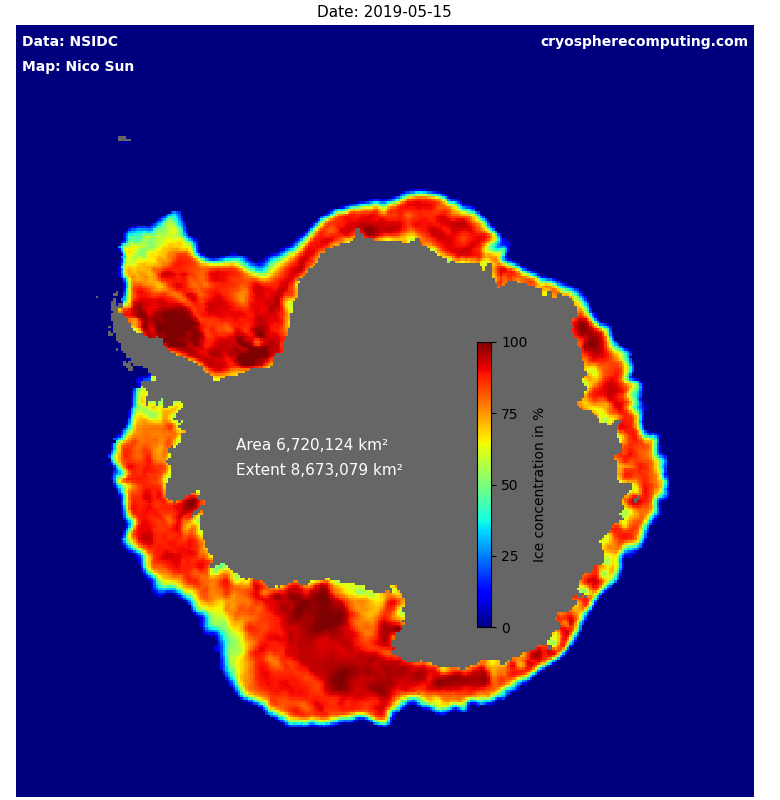 Date: 2019-05-15
Data: NSIDC
cryospherecomputing.com
Map: Nico Sun
100
75
50
25
0
Ice concentration in %
Area 6,720,124 km²
Extent 8,673,079 km²